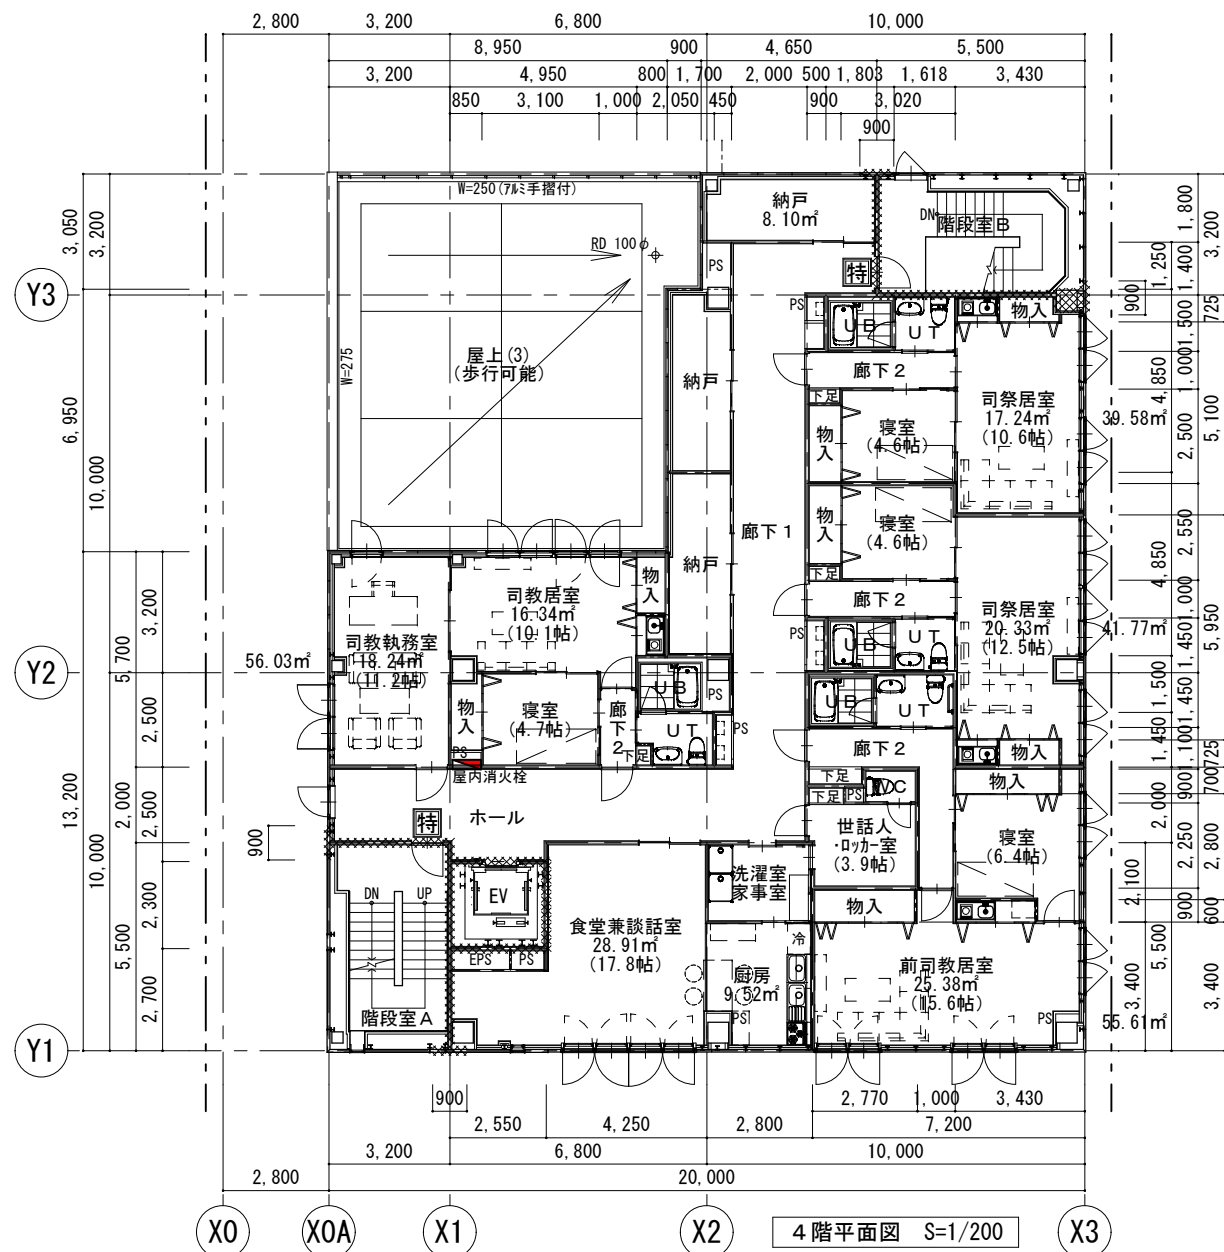 2,800
3,200
6,800
10,000
8,950
900
4,650
5,500
3,200
4,950
800
1,700
2,000
500
1,803
1,618
3,430
850
3,100
1,000
2,050
450
900
3,020
900
W=250(アルミ手摺付)
納戸
8.10㎡
DN
階段室B
RD 100φ
PS
特
3,050
3,200
1,800
3,200
1,250
1,400
900
Y3
PS
UB
UT
物入
725
1,500
屋上(3)
(歩行可能)
W=275
納戸
廊下2
1,000
4,850
司祭居室
17.24㎡
(10.6帖)
39.58㎡
下足
物入
寝室
(4.6帖)
2,500
5,100
6,950
10,000
廊下1
物入
寝室
(4.6帖)
2,550
納戸
下足
4,850
司教居室
16.34㎡
(10.1帖)
物入
廊下2
1,000
司祭居室
20.33㎡
(12.5帖)
41.77㎡
5,950
3,200
5,700
司教執務室
18.24㎡
(11.2帖)
PS
UB
UT
1,450
Y2
56.03㎡
UB
PS
UB
UT
1,500
1,450
物入
寝室
(4.7帖)
廊下2
UT
下足
PS
2,500
廊下2
1,450
1,100
725
物入
PS
屋内消火栓
下足
WC
物入
700
900
下足
PS
ホール
特
13,200
2,000
2,500
900
世話人
・ロッカー室
(3.9帖)
寝室
(6.4帖)
2,000
2,250
2,800
洗濯室
家事室
2,100
DN
UP
EV
10,000
2,300
物入
900
600
食堂兼談話室
28.91㎡
(17.8帖)
冷
EPS
PS
厨房
9.52㎡
前司教居室
25.38㎡
(15.6帖)
5,500
2,700
5,500
3,400
3,400
階段室A
PS
PS
55.61㎡
Y1
900
2,770
1,000
3,430
2,550
4,250
2,800
7,200
3,200
6,800
10,000
2,800
20,000
X0
X0A
X1
X2
4階平面図 S=1/200
X3